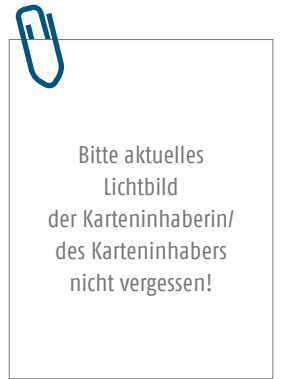 Bitte aktuelles
Lichtbild
der Karteninhaberin/
des Karteninhabers
nicht vergessen!